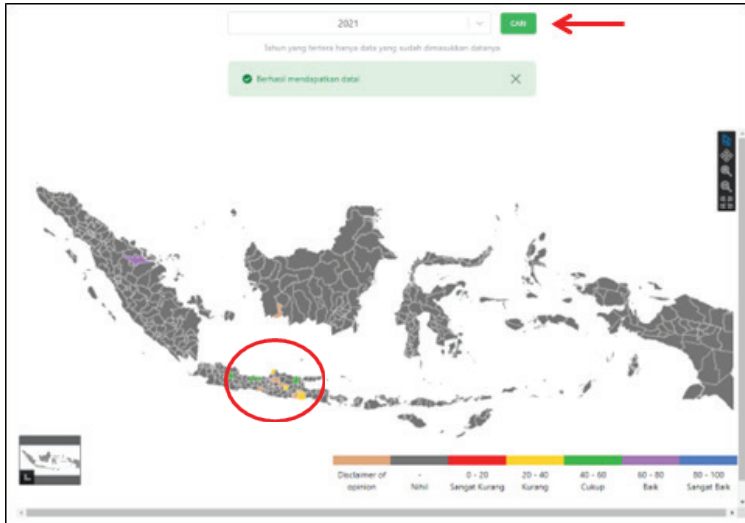 2021
CARI
Tahun yang tertera hanya data yang sudah dimasukkan datanya
Berhasil mendapatkan data!
Disclaimer of opinion
- Nihil
0 - 20 Sangat Kurang
20 - 40 Kurang
40 - 60 Cukup
60 - 80 Baik
80 - 100 Sangat Baik